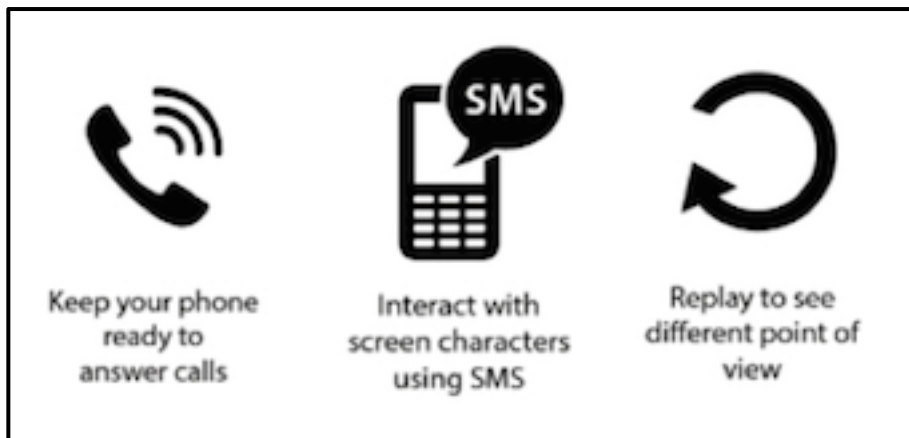 SMS
Keep your phone
ready to
answer calls
Interact with
screen characters
using SMS
Replay to see
different point of
view